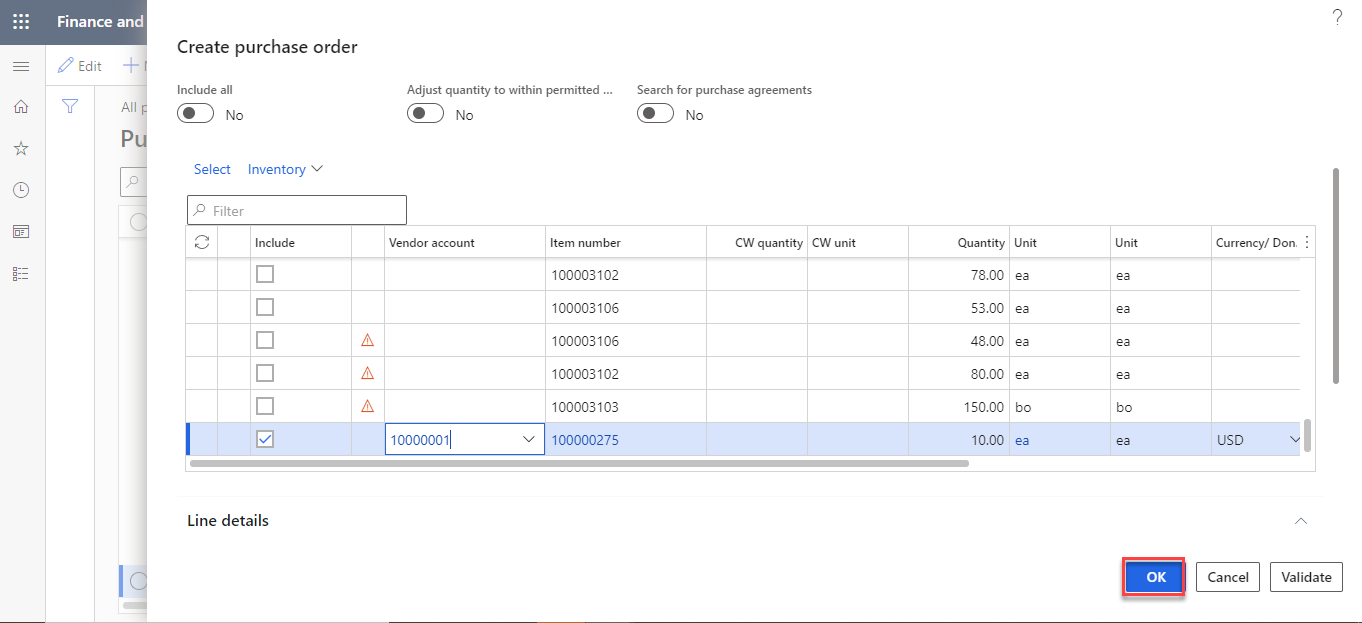 Finance and
?
Create purchase order
Edit
Include all
Adjust quantity to within permitted ...
Search for purchase agreements
No
No
No
All p
Pu
Select Inventory
Filter
Include Vendor account Item number CW quantity CW unit Quantity Unit Unit Currency/ Don.
100003102 78.00 ea ea
100003106 53.00 ea ea
100003106 48.00 ea ea
100003102 80.00 ea ea
100003103 150.00 bo bo
10000001 100000275 10.00 ea ea USD
Line details
OK Cancel Validate